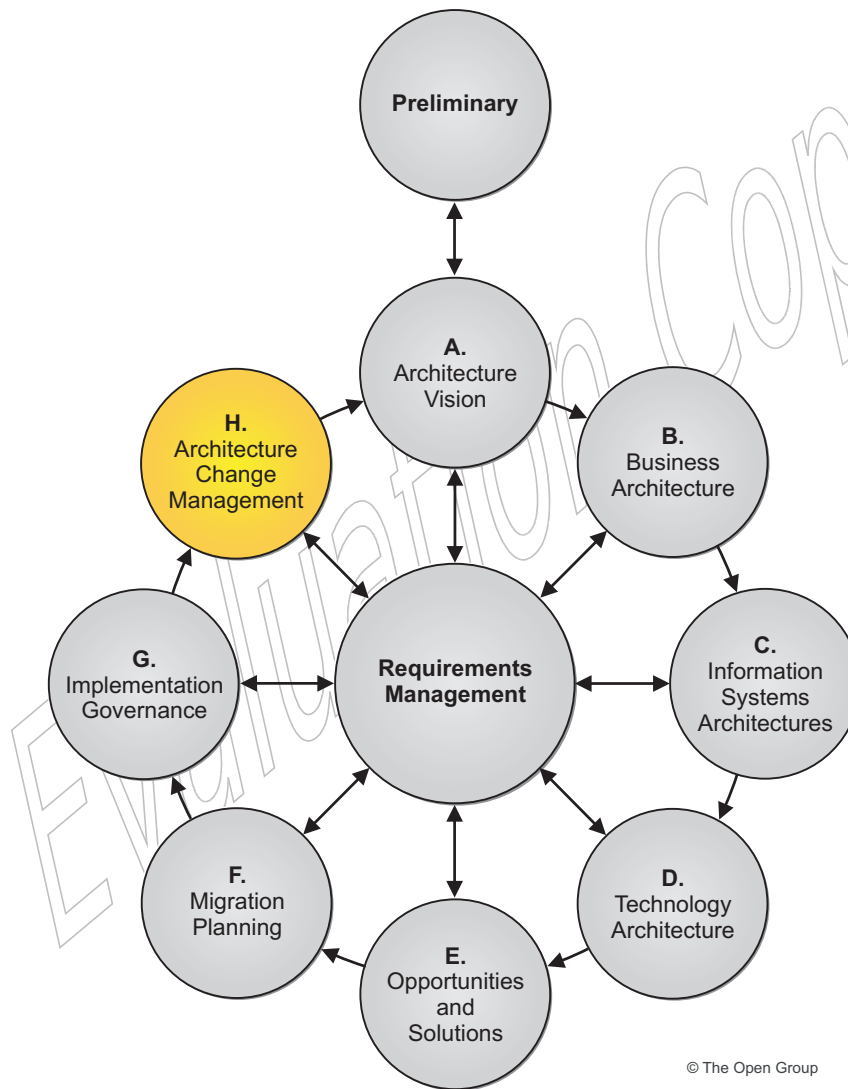 Preliminary
A.
Architecture
Vision
H.
Architecture
Change
Management
B.
Business
Architecture
G.
Implementation
Governance
Requirements
Management
C.
Information
Systems
Architectures
F.
Migration
Planning
D.
Technology
Architecture
E.
Opportunities
and
Solutions
Evaluation Cop
© The Open Group